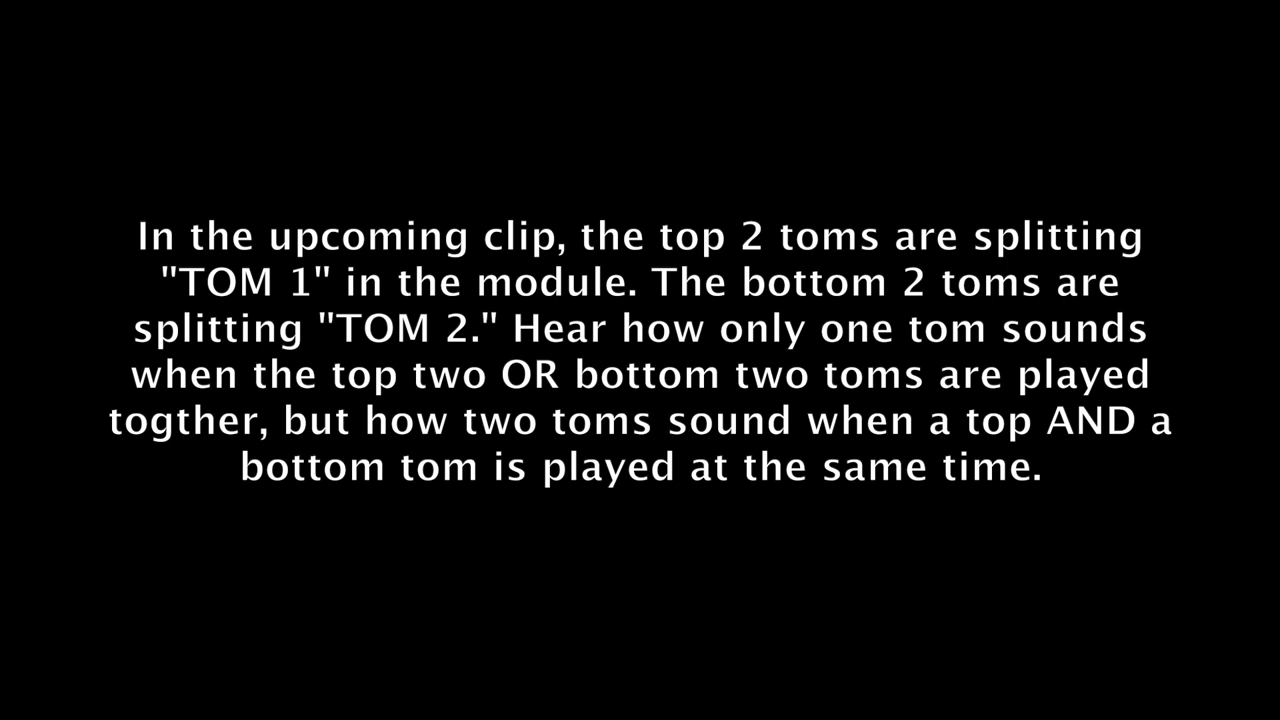 In the upcoming clip, the top 2 toms are splitting
"TOM 1" in the module. The bottom 2 toms are
splitting "TOM 2." Hear how only one tom sounds
when the top two OR bottom two toms are played
togther, but how two toms sound when a top AND a
bottom tom is played at the same time.